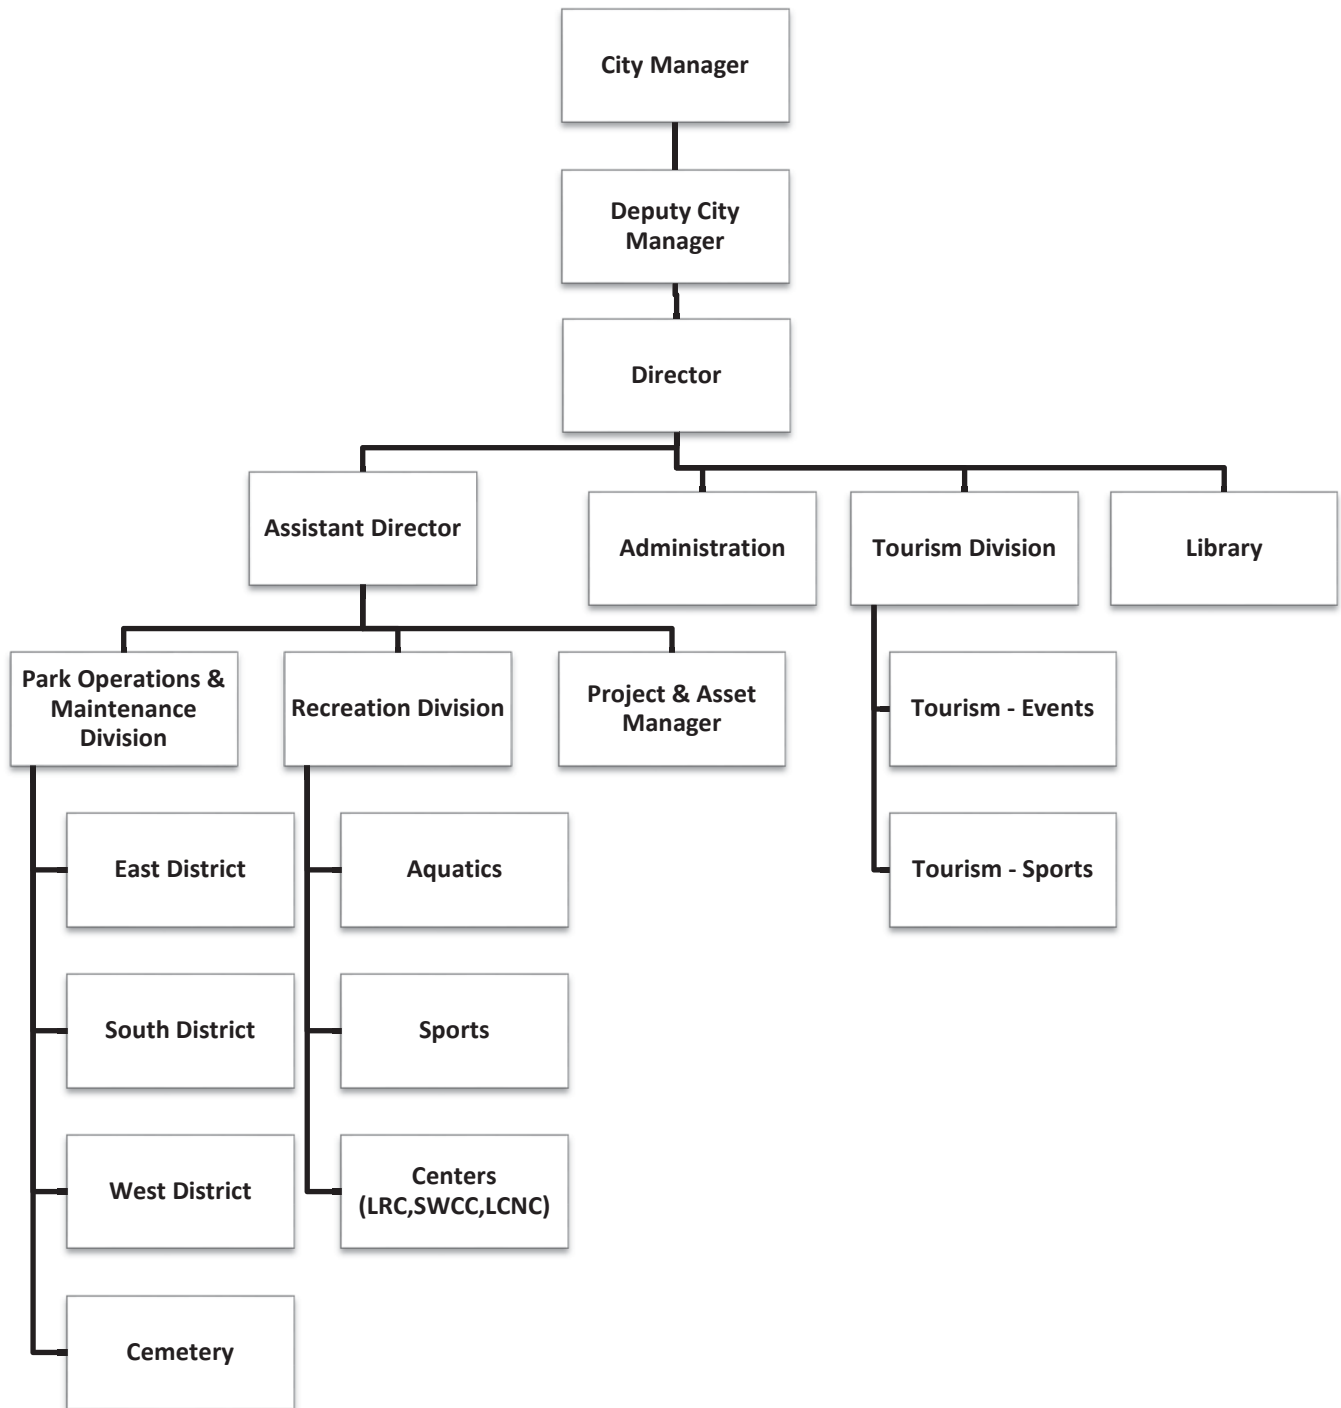 City Manager
Deputy City
Manager
Director
Assistant Director
Administration
Tourism Division
Library
Park Operations &
Maintenance
Division
Recreation Division
Project & Asset
Manager
Tourism - Events
East District
Aquatics
Tourism - Sports
South District
Sports
West District
Centers
(LRC,SWCC,LCNC)
Cemetery